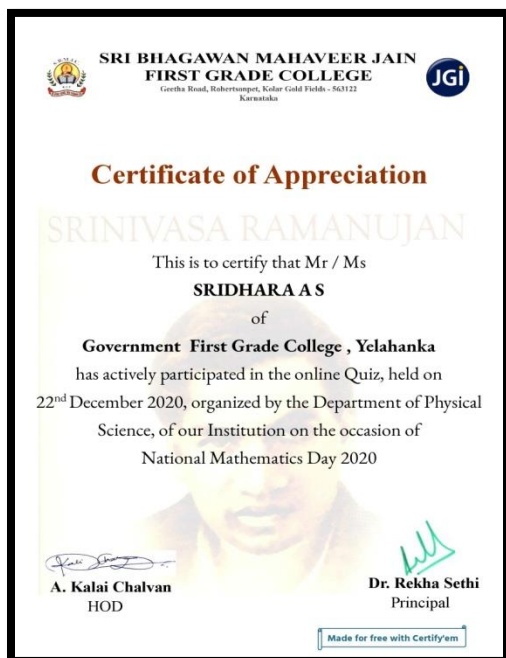 SRI BHAGAWAN MAHAVEER JAIN
FIRST GRADE COLLEGE
Geetha Road, Robertsonpet, Kolar Gold Fields - 563122
Karnataka
JGi
Certificate of Appreciation
SRINIVASA RAMANUJAN
This is to certify that Mr / Ms
SRIDHARA A S
of
Government First Grade College , Yelahanka
has actively participated in the online Quiz, held on
22nd December 2020, organized by the Department of Physical
Science, of our Institution on the occasion of
National Mathematics Day 2020
A. Kalai Chalvan
HOD
Dr. Rekha Sethi
Principal
Made for free with Certify'em